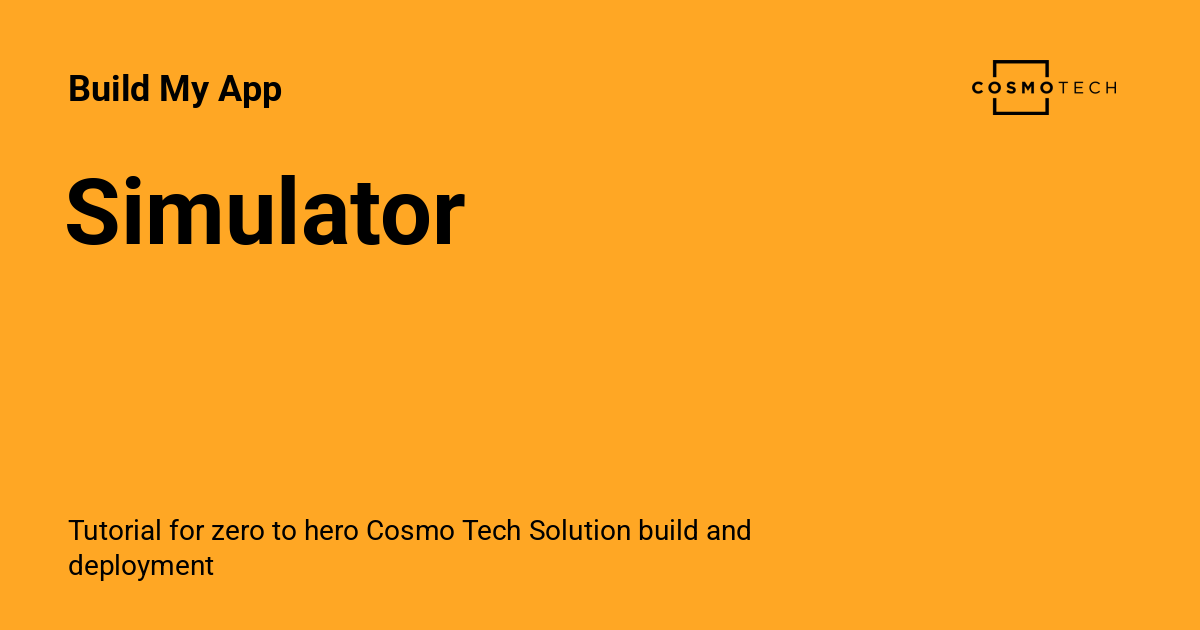 Build My App
COSMOTECH
Simulator
Tutorial for zero to hero Cosmo Tech Solution build and
deployment